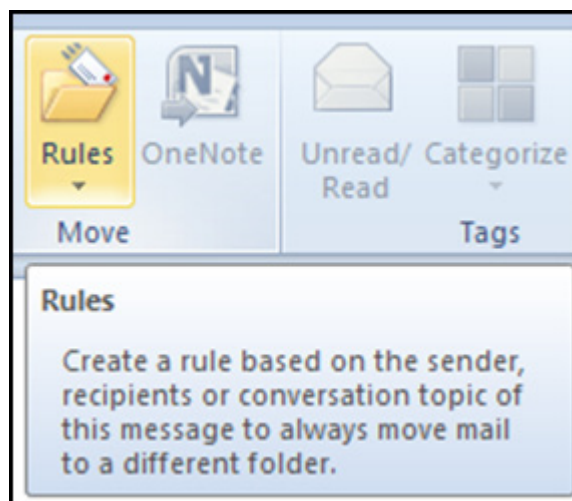 Rules OneNote Unread/ Categorize
Read
Move Tags
Rules
Create a rule based on the sender,
recipients or conversation topic of
this message to always move mail
to a different folder.